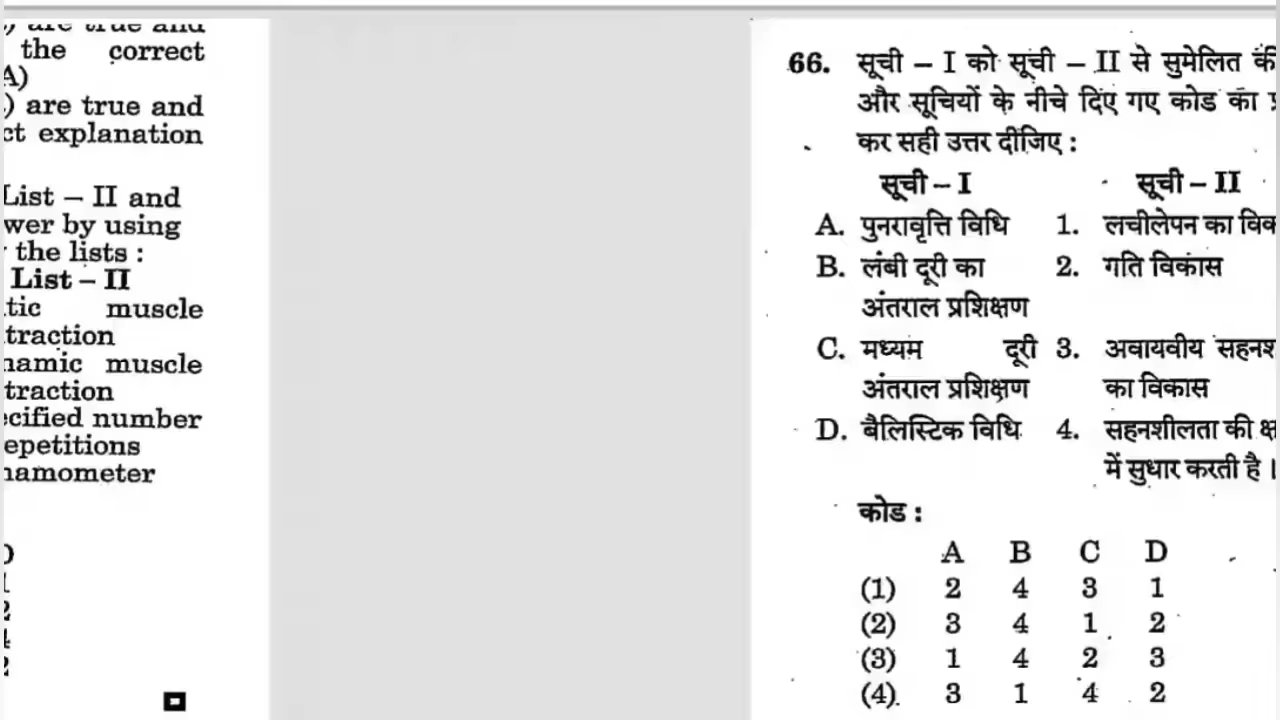 are true and
the correct
A)
) are true and
ct explanation
List – II and
wer by using
the lists :
List – II
tic muscle
traction
namic muscle
traction
ecified number
epetitions
namometer
66. सूची – I को सूची – II से सुमेलित की
और सूचियों के नीचे दिए गए कोड का
कर सही उत्तर दीजिए :
सूची – I सूची – II
A. पुनरावृत्ति विधि 1. लचीलेपन का विक
B. लंबी दूरी का 2. गति विकास
अंतराल प्रशिक्षण
C. मध्यम दूरी 3. अवायवीय सहनश
अंतराल प्रशिक्षण का विकास
D. बैलिस्टिक विधि 4. सहनशीलता की क्ष
में सुधार करती है ।
कोड :
A B C D
(1) 2 4 3 1
(2) 3 4 1 2
(3) 1 4 2 3
(4) 3 1 4 2